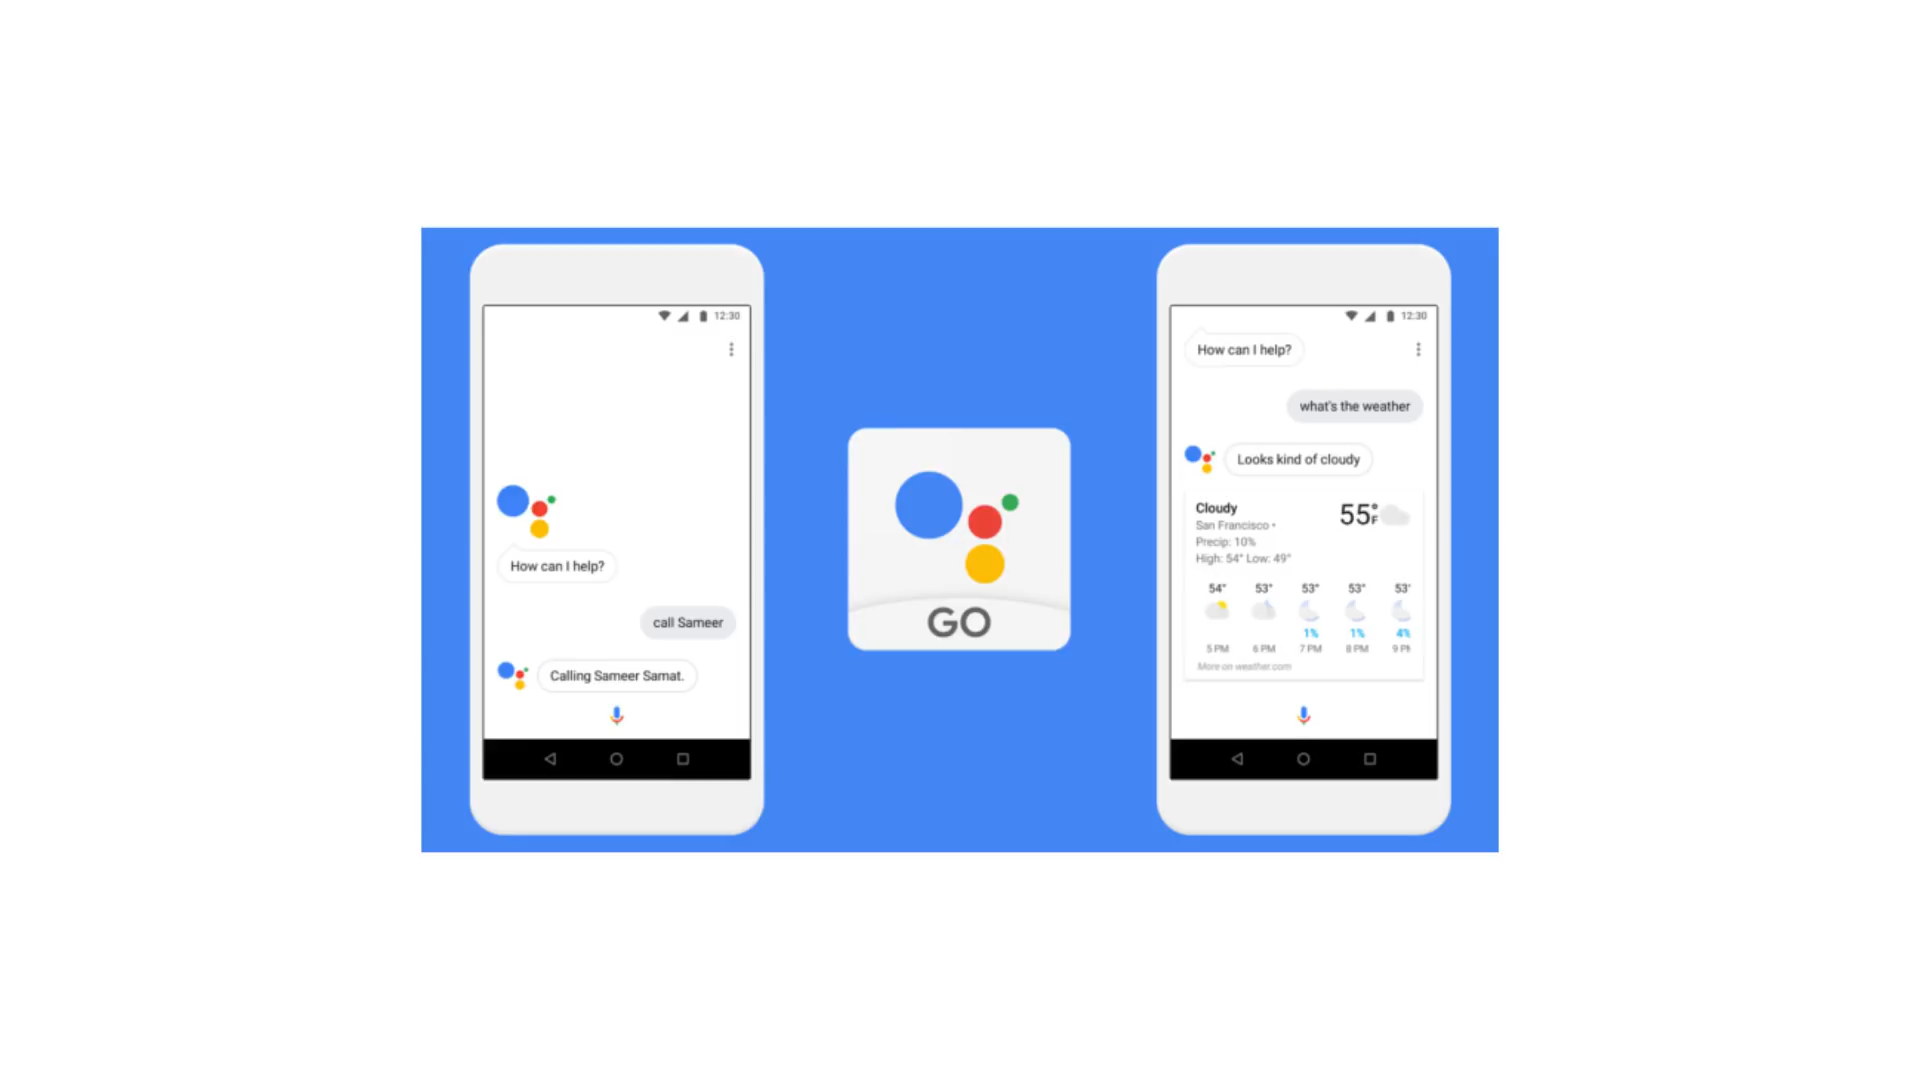 12:30
How can I help?
call Sameer
Calling Sameer Samat.
GO
12:30
How can I help?
what's the weather
Looks kind of cloudy
Cloudy
55°F
San Francisco •
Precip: 10%
High: 54° Low: 49°
54° 53° 53° 53° 53°
1% 1% 4%
5 PM 6 PM 7 PM 8 PM 9 PM
More on weather.com